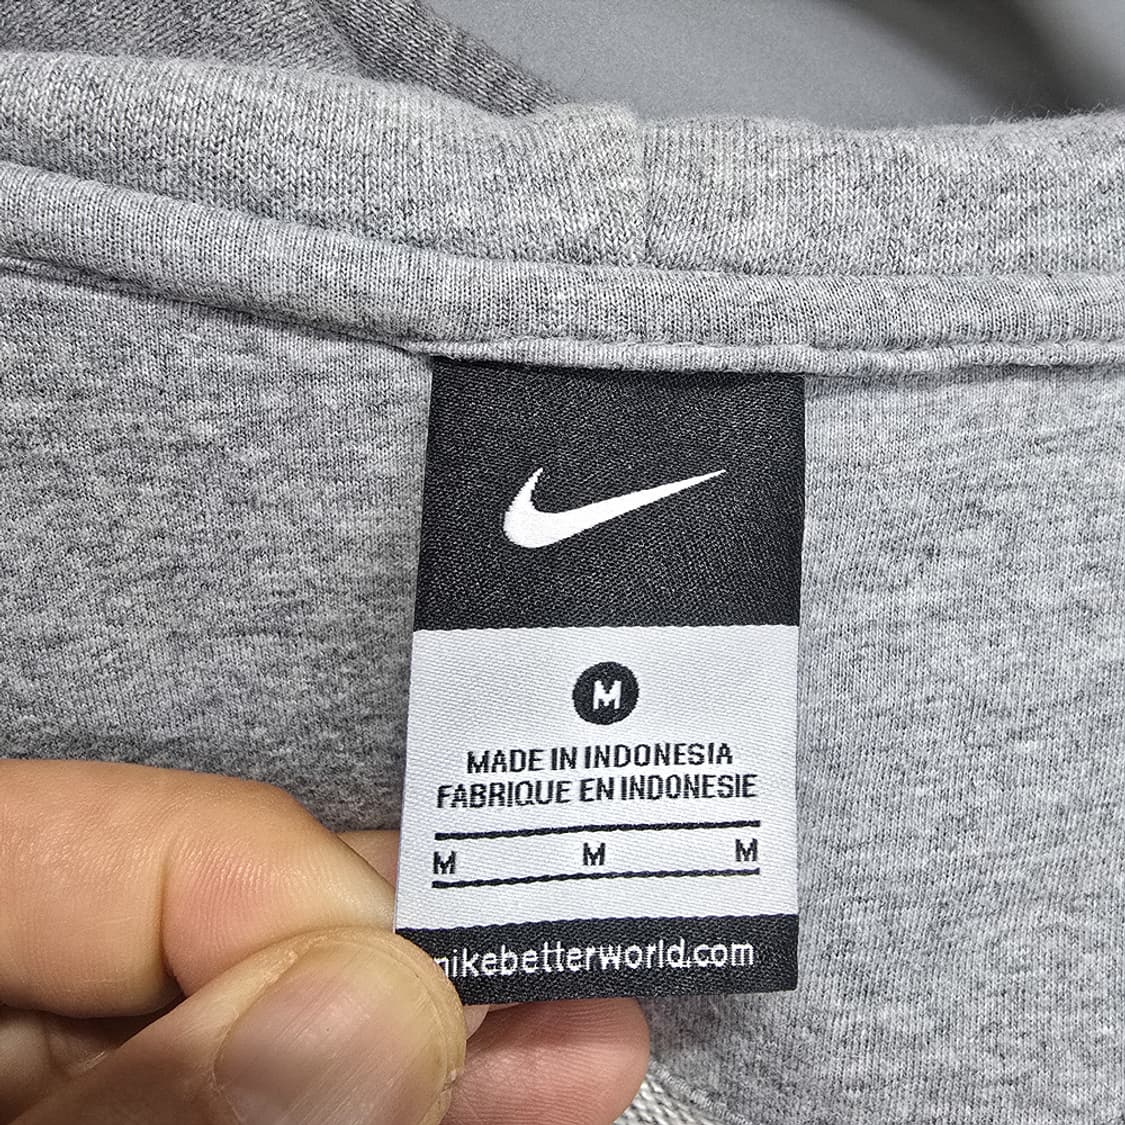 M
MADE IN INDONESIA
FABRIQUE EN INDONESIE
M M M
nikebetterworld.com